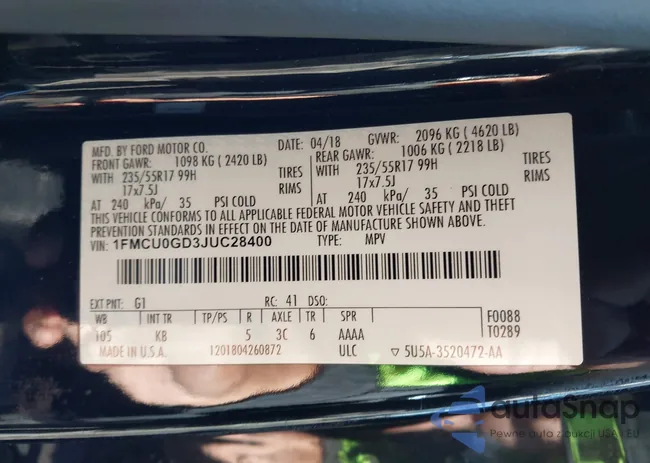 MFD. BY FORD MOTOR CO.
DATE: 04/18 GVWR: 2096 KG ( 4620 LB)
FRONT GAWR: 1098 KG ( 2420 LB)
REAR GAWR: 1006 KG ( 2218 LB)
WITH 235/55R17 99H TIRES
WITH 235/55R17 99H TIRES
17x7.5J RIMS
17x7.5J RIMS
AT 240 kPa/ 35 PSI COLD
AT 240 kPa/ 35 PSI COLD
THIS VEHICLE CONFORMS TO ALL APPLICABLE FEDERAL MOTOR VEHICLE SAFETY AND THEFT
PREVENTION STANDARDS IN EFFECT ON THE DATE OF MANUFACTURE SHOWN ABOVE.
VIN: 1FMCU0GD3JUC28400 TYPE: MPV
EXT PNT: G1 RC: 41 DSO:
WB INT TR TP/PS R AXLE TR SPR F0088
105 KB 5 3C 6 AAAA T0289
MADE IN U.S.A. 1201804260872 ULC ▽ 5U5A-3520472-AA
autoSnap
Pewne auta z aukcji USA i EU